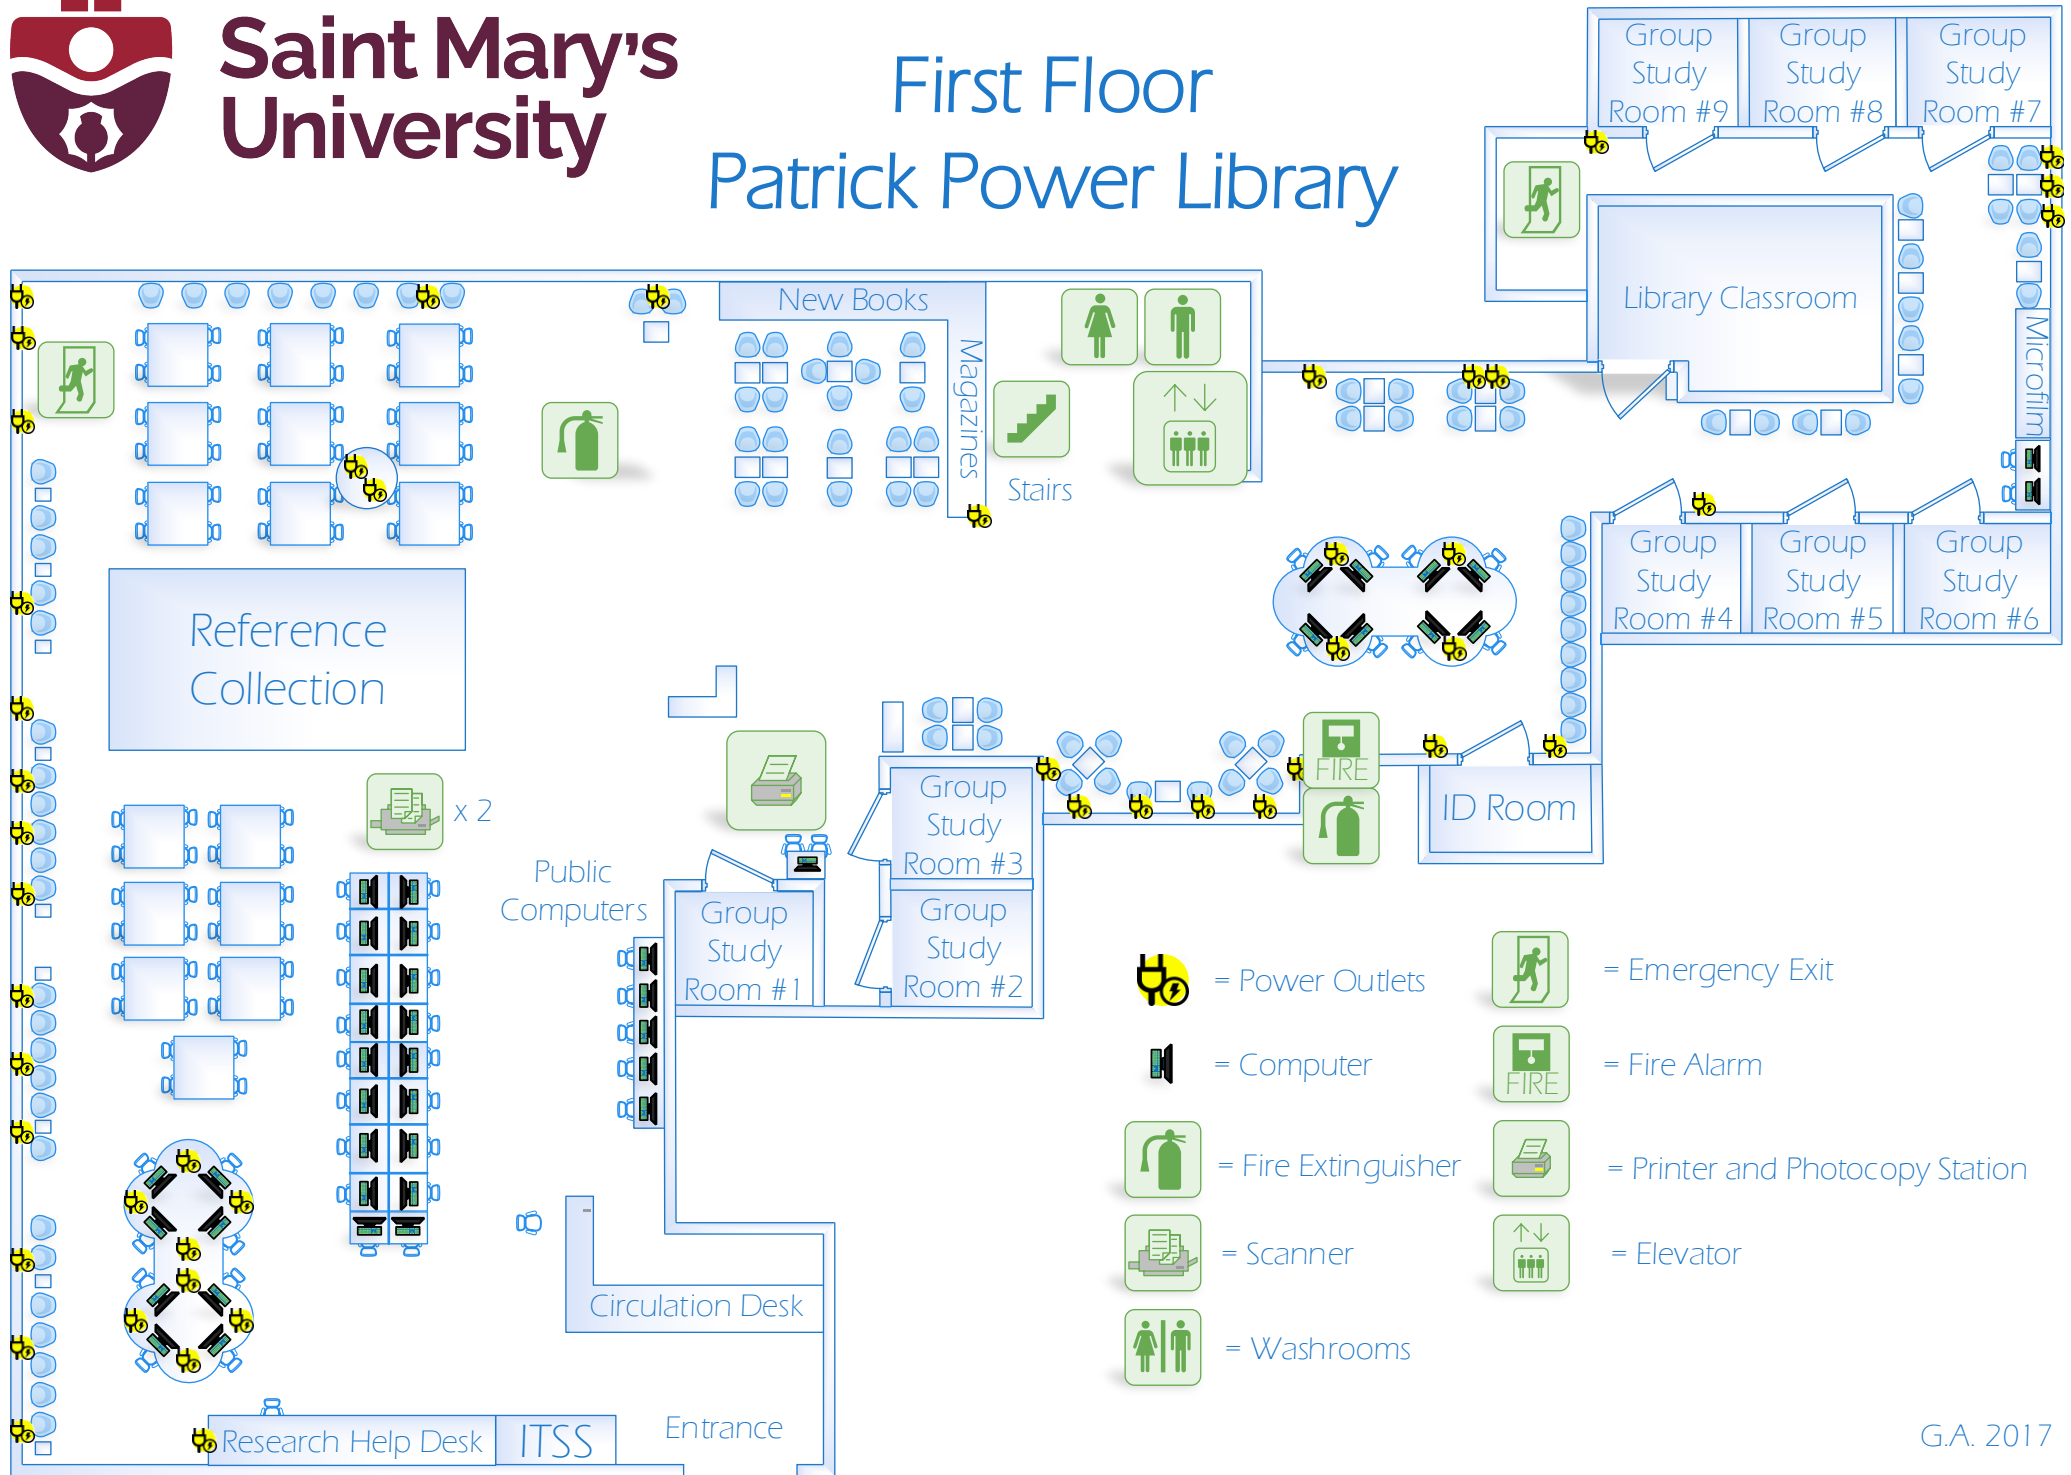 Saint Mary's
University
First Floor
Patrick Power Library
Group
Study
Room #9
Group
Study
Room #8
Group
Study
Room #7
New Books
Magazines
Stairs
Library Classroom
Microfilm
Group
Study
Room #4
Group
Study
Room #5
Group
Study
Room #6
Reference
Collection
x 2
Public
Computers
Group
Study
Room #3
Group
Study
Room #1
Group
Study
Room #2
FIRE
ID Room
= Power Outlets
= Emergency Exit
= Computer
FIRE
= Fire Alarm
= Fire Extinguisher
= Printer and Photocopy Station
= Scanner
= Elevator
= Washrooms
Circulation Desk
Research Help Desk
ITSS
Entrance
G.A. 2017